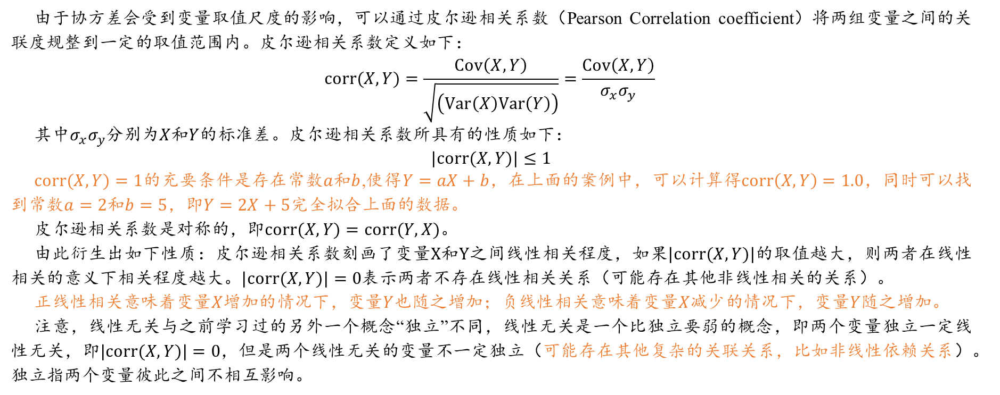 由于协方差会受到变量取值尺度的影响，可以通过皮尔逊相关系数（Pearson Correlation coefficient）将两组变量之间的关
联度规整到一定的取值范围内。皮尔逊相关系数定义如下：
corr(X,Y) = Cov(X,Y) / √((Var(X)Var(Y))) = Cov(X,Y) / σₓσᵧ
其中σₓσᵧ分别为X和Y的标准差。皮尔逊相关系数所具有的性质如下：
|corr(X,Y)| ≤ 1
corr(X,Y) = 1的充要条件是存在常数a和b,使得Y = aX + b，在上面的案例中，可以计算得corr(X,Y) = 1.0，同时可以找
到常数a = 2和b = 5，即Y = 2X + 5完全拟合上面的数据。
皮尔逊相关系数是对称的，即corr(X,Y) = corr(Y,X)。
由此衍生出如下性质：皮尔逊相关系数刻画了变量X和Y之间线性相关程度，如果|corr(X,Y)|的取值越大，则两者在线性
相关的意义下相关程度越大。|corr(X,Y)| = 0表示两者不存在线性相关关系（可能存在其他非线性相关的关系）。
正线性相关意味着变量X增加的情况下，变量Y也随之增加；负线性相关意味着变量X减少的情况下，变量Y随之增加。
注意，线性无关与之前学习过的另外一个概念“独立”不同，线性无关是一个比独立要弱的概念，即两个变量独立一定线
性无关，即|corr(X,Y)| = 0，但是两个线性无关的变量不一定独立（可能存在其他复杂的关联关系，比如非线性依赖关系）。
独立指两个变量彼此之间不相互影响。